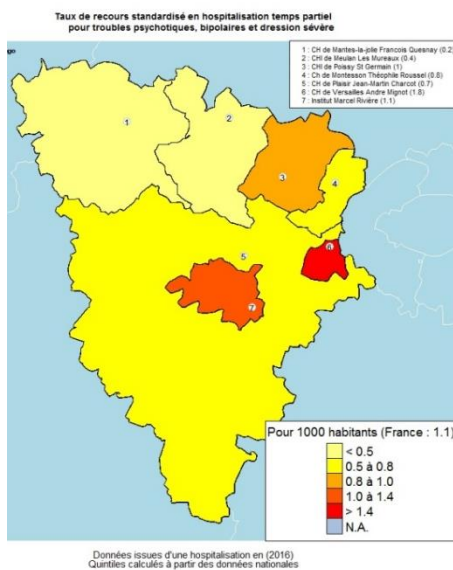 Taux de recours standardisé en hospitalisation temps partiel
pour troubles psychotiques, bipolaires et dression sévère
1 : CH de Mantes-la-jolie Francois Quesnay (0.2)
2 : CHI de Meulan Les Mureaux (0.4)
3 : CHI de Poissy St Germain (1)
4 : CH de Montesson Théophile Roussel (0.8)
5 : CH de Plaisir Jean-Martin Charcot (0.7)
6 : CH de Versailles Andre Mignot (1.8)
7 : Institut Marcel Rivière (1.1)
1
2
3
4
5
6
7
Pour 1000 habitants (France : 1.1)
< 0.5
0.5 à 0.8
0.8 à 1.0
1.0 à 1.4
> 1.4
N.A.
Données issues d'une hospitalisation en (2016)
Quintiles calculés à partir des données nationales